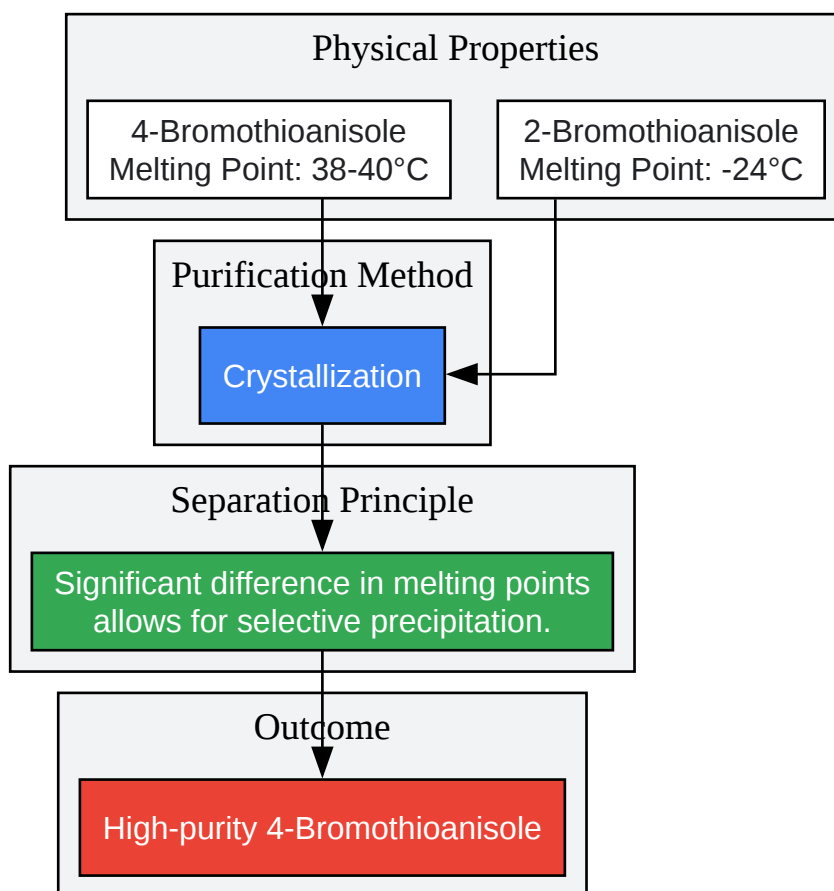 Physical Properties
4-Bromothioanisole
Melting Point: 38-40°C
2-Bromothioanisole
Melting Point: -24°C
Purification Method
Crystallization
Separation Principle
Significant difference in melting points
allows for selective precipitation.
Outcome
High-purity 4-Bromothioanisole